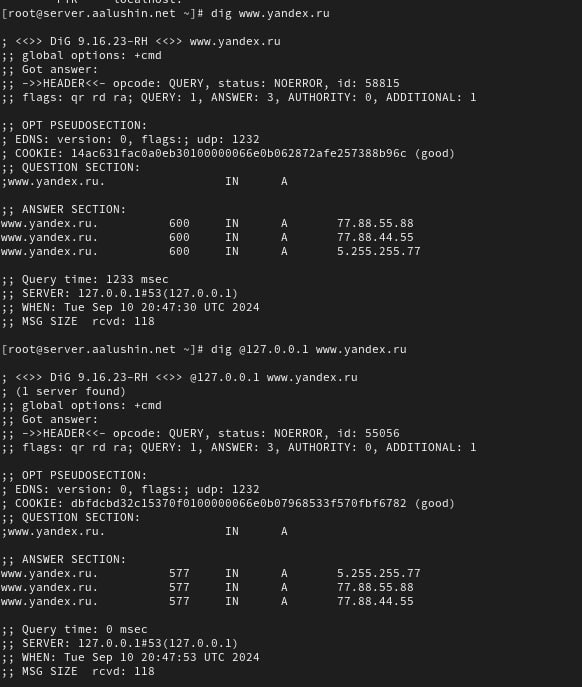 [root@server.aalushin.net ~]# dig www.yandex.ru
; <<>> DiG 9.16.23-RH <<>> www.yandex.ru
;; global options: +cmd
;; Got answer:
;; ->>HEADER<<- opcode: QUERY, status: NOERROR, id: 58815
;; flags: qr rd ra; QUERY: 1, ANSWER: 3, AUTHORITY: 0, ADDITIONAL: 1
;; OPT PSEUDOSECTION:
; EDNS: version: 0, flags:; udp: 1232
; COOKIE: 14ac631fac0a0eb30100000066e0b062872afe257388b96c (good)
;; QUESTION SECTION:
;www.yandex.ru. IN A
;; ANSWER SECTION:
www.yandex.ru. 600 IN A 77.88.55.88
www.yandex.ru. 600 IN A 77.88.44.55
www.yandex.ru. 600 IN A 5.255.255.77
;; Query time: 1233 msec
;; SERVER: 127.0.0.1#53(127.0.0.1)
;; WHEN: Tue Sep 10 20:47:30 UTC 2024
;; MSG SIZE rcvd: 118
[root@server.aalushin.net ~]# dig @127.0.0.1 www.yandex.ru
; <<>> DiG 9.16.23-RH <<>> @127.0.0.1 www.yandex.ru
; (1 server found)
;; global options: +cmd
;; Got answer:
;; ->>HEADER<<- opcode: QUERY, status: NOERROR, id: 55056
;; flags: qr rd ra; QUERY: 1, ANSWER: 3, AUTHORITY: 0, ADDITIONAL: 1
;; OPT PSEUDOSECTION:
; EDNS: version: 0, flags:; udp: 1232
; COOKIE: dbfdcbd32c15370f0100000066e0b07968533f570fbf6782 (good)
;; QUESTION SECTION:
;www.yandex.ru. IN A
;; ANSWER SECTION:
www.yandex.ru. 577 IN A 5.255.255.77
www.yandex.ru. 577 IN A 77.88.55.88
www.yandex.ru. 577 IN A 77.88.44.55
;; Query time: 0 msec
;; SERVER: 127.0.0.1#53(127.0.0.1)
;; WHEN: Tue Sep 10 20:47:53 UTC 2024
;; MSG SIZE rcvd: 118